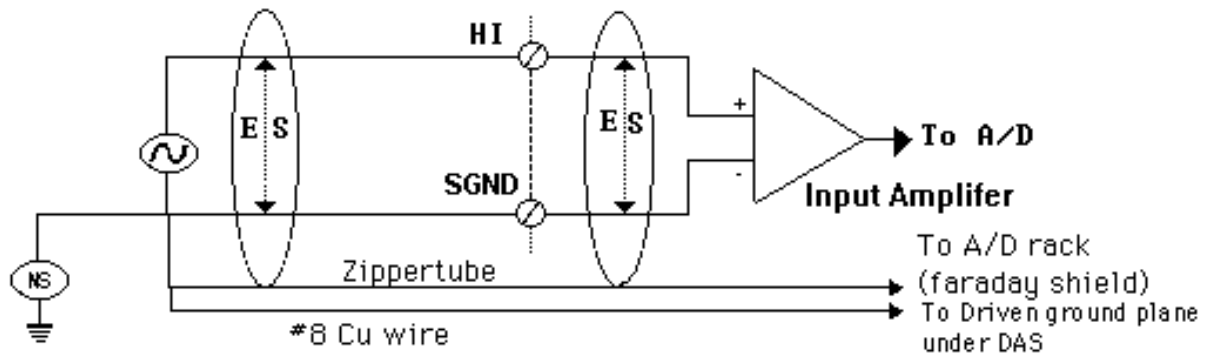 HI
E S
E S
+
To A/D
-
SGND
Input Amplifer
NS
Zippertube
To A/D rack
(faraday shield)
#8 Cu wire
To Driven ground plane
under DAS